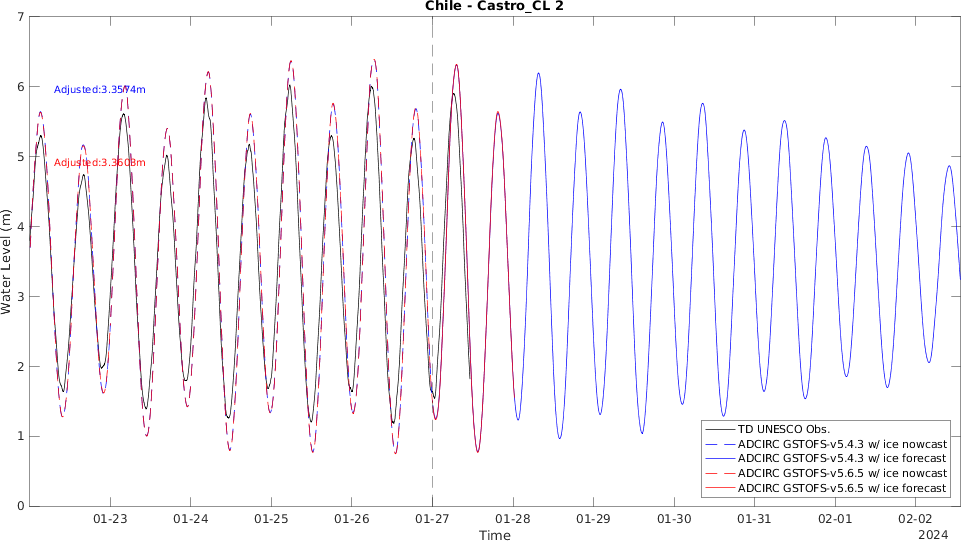 Chile - Castro_CL 2
7
6
5
4
3
2
1
0
Water Level (m)
Adjusted:3.3574m
Adjusted:3.3603m
TD UNESCO Obs.
ADCIRC GSTOFS-v5.4.3 w/ ice nowcast
ADCIRC GSTOFS-v5.4.3 w/ ice forecast
ADCIRC GSTOFS-v5.6.5 w/ ice nowcast
ADCIRC GSTOFS-v5.6.5 w/ ice forecast
01-23 01-24 01-25 01-26 01-27 01-28 01-29 01-30 01-31 02-01 02-02
Time
2024